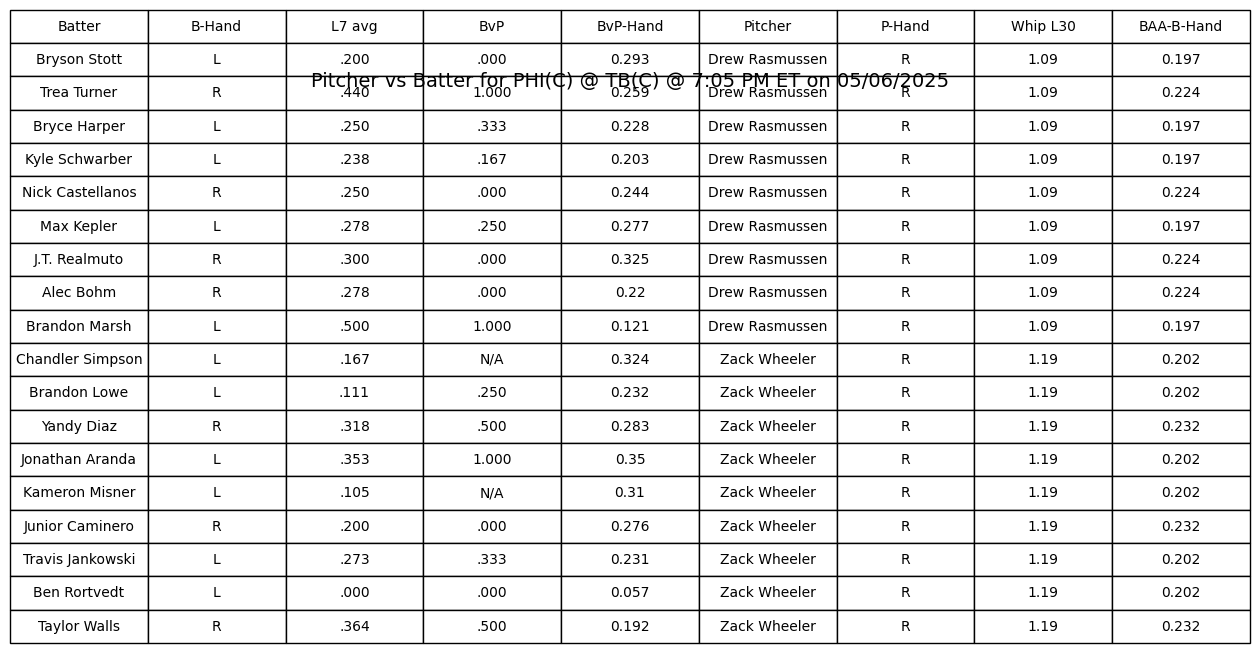 Batter B-Hand L7 avg BvP BvP-Hand Pitcher P-Hand Whip L30 BAA-B-Hand
Bryson Stott L .200 .000 0.293 Drew Rasmussen R 1.09 0.197
Pitcher vs Batter for PHI(C) @ TB(C) @ 7:05 PM ET on 05/06/2025
Trea Turner R .440 1.000 0.259 Drew Rasmussen R 1.09 0.224
Bryce Harper L .250 .333 0.228 Drew Rasmussen R 1.09 0.197
Kyle Schwarber L .238 .167 0.203 Drew Rasmussen R 1.09 0.197
Nick Castellanos R .250 .000 0.244 Drew Rasmussen R 1.09 0.224
Max Kepler L .278 .250 0.277 Drew Rasmussen R 1.09 0.197
J.T. Realmuto R .300 .000 0.325 Drew Rasmussen R 1.09 0.224
Alec Bohm R .278 .000 0.22 Drew Rasmussen R 1.09 0.224
Brandon Marsh L .500 1.000 0.121 Drew Rasmussen R 1.09 0.197
Chandler Simpson L .167 N/A 0.324 Zack Wheeler R 1.19 0.202
Brandon Lowe L .111 .250 0.232 Zack Wheeler R 1.19 0.202
Yandy Diaz R .318 .500 0.283 Zack Wheeler R 1.19 0.232
Jonathan Aranda L .353 1.000 0.35 Zack Wheeler R 1.19 0.202
Kameron Misner L .105 N/A 0.31 Zack Wheeler R 1.19 0.202
Junior Caminero R .200 .000 0.276 Zack Wheeler R 1.19 0.232
Travis Jankowski L .273 .333 0.231 Zack Wheeler R 1.19 0.202
Ben Rortvedt L .000 .000 0.057 Zack Wheeler R 1.19 0.202
Taylor Walls R .364 .500 0.192 Zack Wheeler R 1.19 0.232